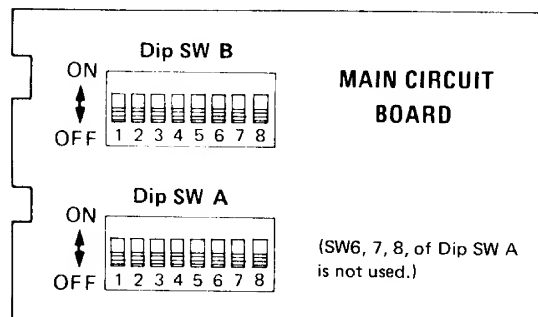 Dip SW B
ON
OFF
1 2 3 4 5 6 7 8
MAIN CIRCUIT
BOARD
Dip SW A
ON
OFF
1 2 3 4 5 6 7 8
(SW6, 7, 8, of Dip SW A
is not used.)